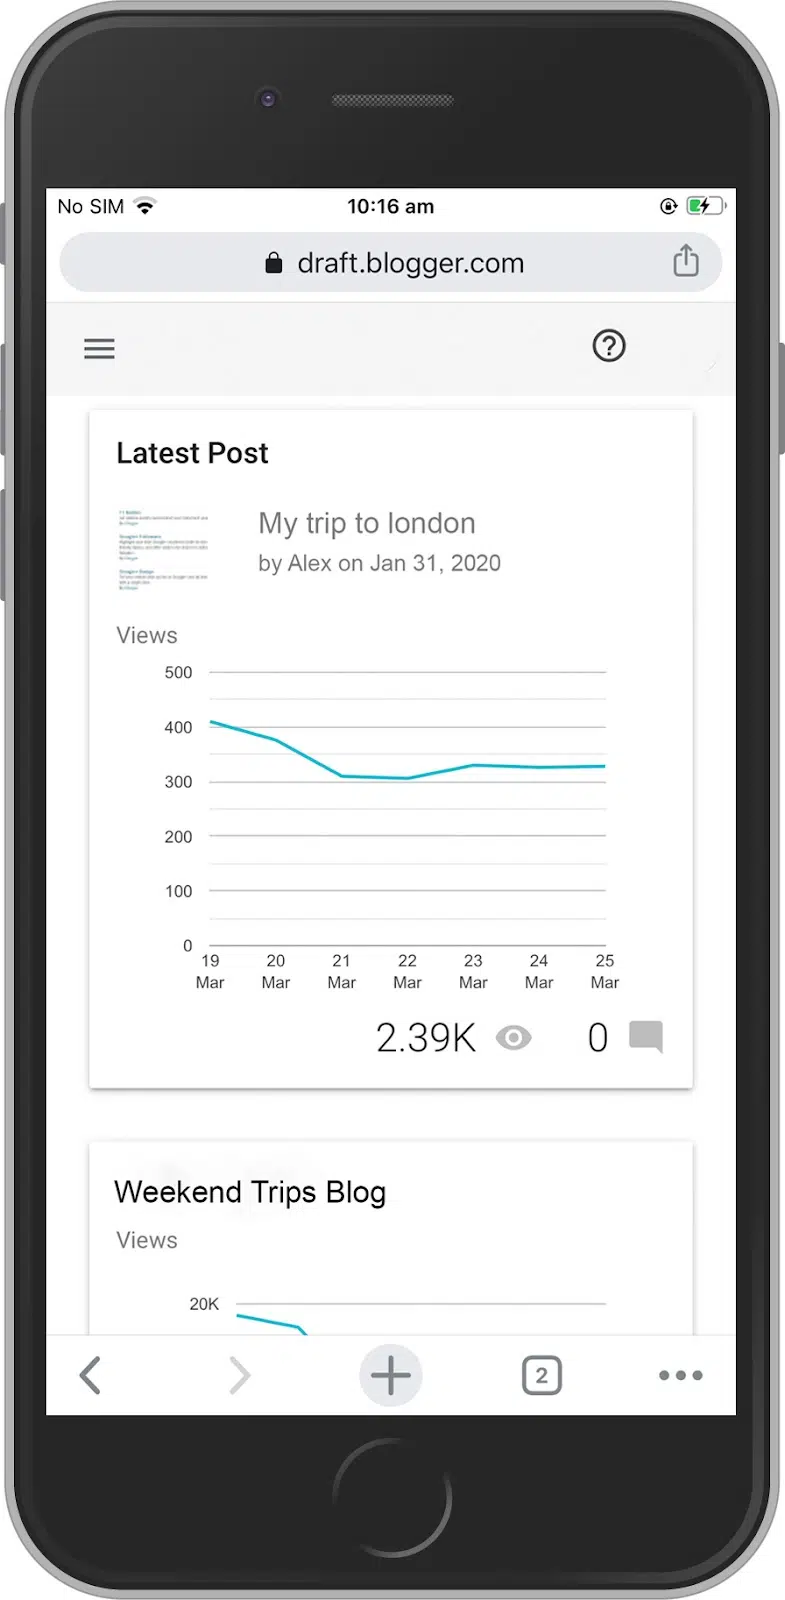 No SIM 10:16 am
draft.blogger.com
Latest Post
My trip to london
by Alex on Jan 31, 2020
Views
500
400
300
200
100
0
19 20 21 22 23 24 25
Mar Mar Mar Mar Mar Mar Mar
2.39K 0
Weekend Trips Blog
Views
20K
2